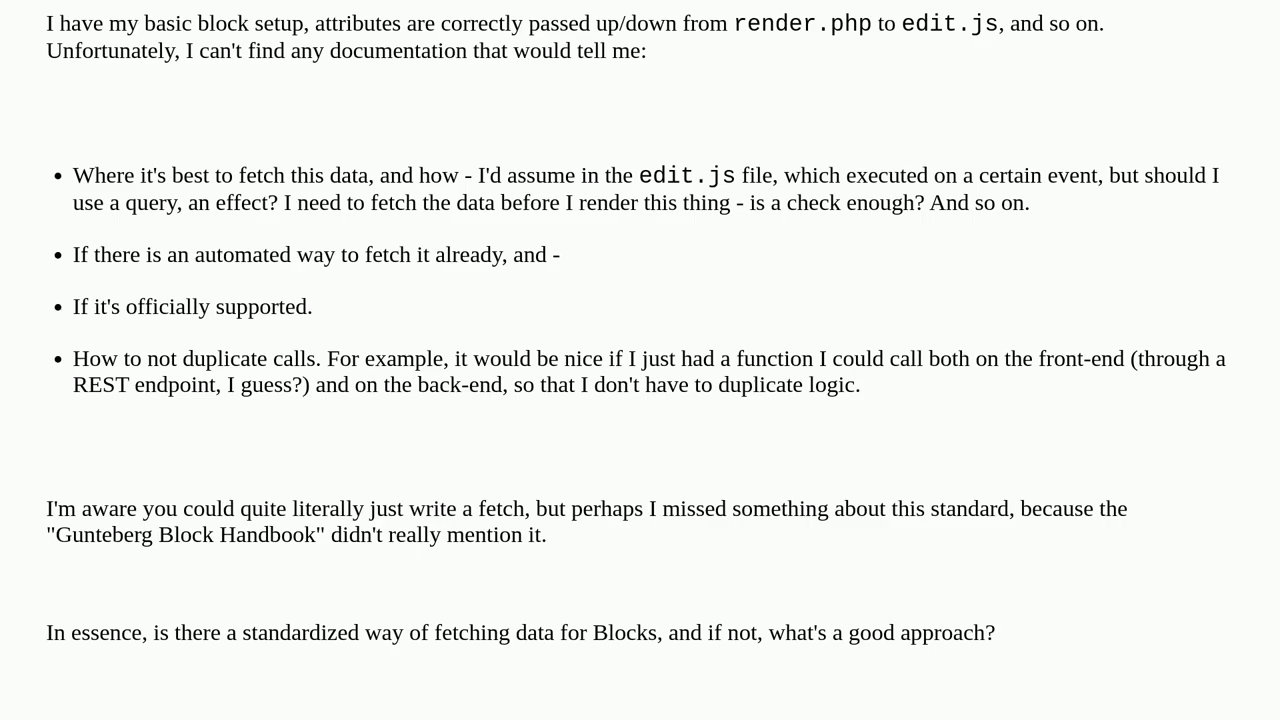 I have my basic block setup, attributes are correctly passed up/down from render.php to edit.js, and so on.
Unfortunately, I can't find any documentation that would tell me:
• Where it's best to fetch this data, and how - I'd assume in the edit.js file, which executed on a certain event, but should I
use a query, an effect? I need to fetch the data before I render this thing - is a check enough? And so on.
• If there is an automated way to fetch it already, and -
• If it's officially supported.
• How to not duplicate calls. For example, it would be nice if I just had a function I could call both on the front-end (through a
REST endpoint, I guess?) and on the back-end, so that I don't have to duplicate logic.
I'm aware you could quite literally just write a fetch, but perhaps I missed something about this standard, because the
"Gunteberg Block Handbook" didn't really mention it.
In essence, is there a standardized way of fetching data for Blocks, and if not, what's a good approach?